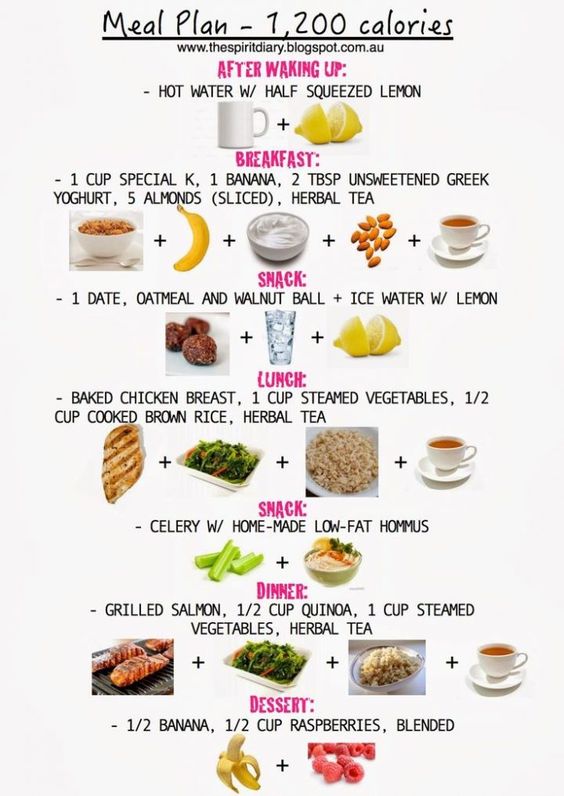 Meal Plan - 1,200 calories
www.thespiritdiary.blogspot.com.au
AFTER WAKING UP:
- HOT WATER W/ HALF SQUEEZED LEMON
BREAKFAST:
- 1 CUP SPECIAL K, 1 BANANA, 2 TBSP UNSWEETENED GREEK
YOGHURT, 5 ALMONDS (SLICED), HERBAL TEA
SNACK:
- 1 DATE, OATMEAL AND WALNUT BALL + ICE WATER W/ LEMON
LUNCH:
- BAKED CHICKEN BREAST, 1 CUP STEAMED VEGETABLES, 1/2
CUP COOKED BROWN RICE, HERBAL TEA
SNACK:
- CELERY W/ HOME-MADE LOW-FAT HOMMUS
DINNER:
- GRILLED SALMON, 1/2 CUP QUINOA, 1 CUP STEAMED
VEGETABLES, HERBAL TEA
DESSERT:
- 1/2 BANANA, 1/2 CUP RASPBERRIES, BLENDED